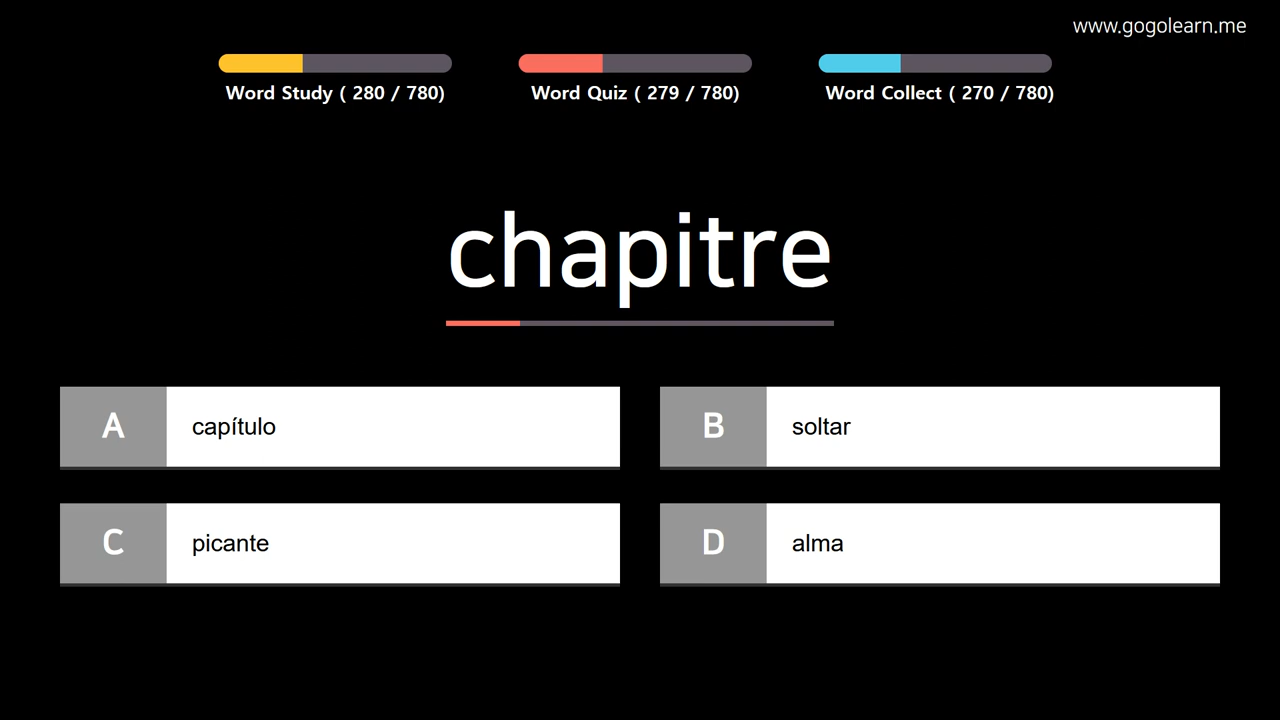 www.gogolearn.me
Word Study ( 280 / 780)
Word Quiz ( 279 / 780)
Word Collect ( 270 / 780)
chapitre
A
capítulo
B
soltar
C
picante
D
alma